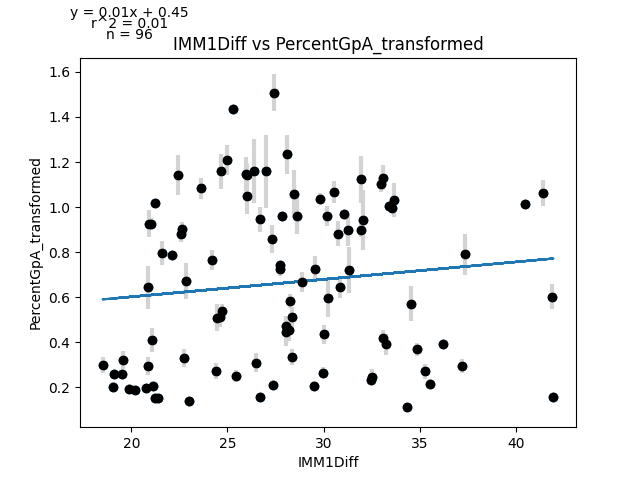 y = 0.01x + 0.45
r^2 = 0.01
n = 96
IMM1Diff vs PercentGpA_transformed
1.6
1.4
1.2
1.0
0.8
0.6
0.4
0.2
PercentGpA_transformed
20 25 30 35 40
IMM1Diff